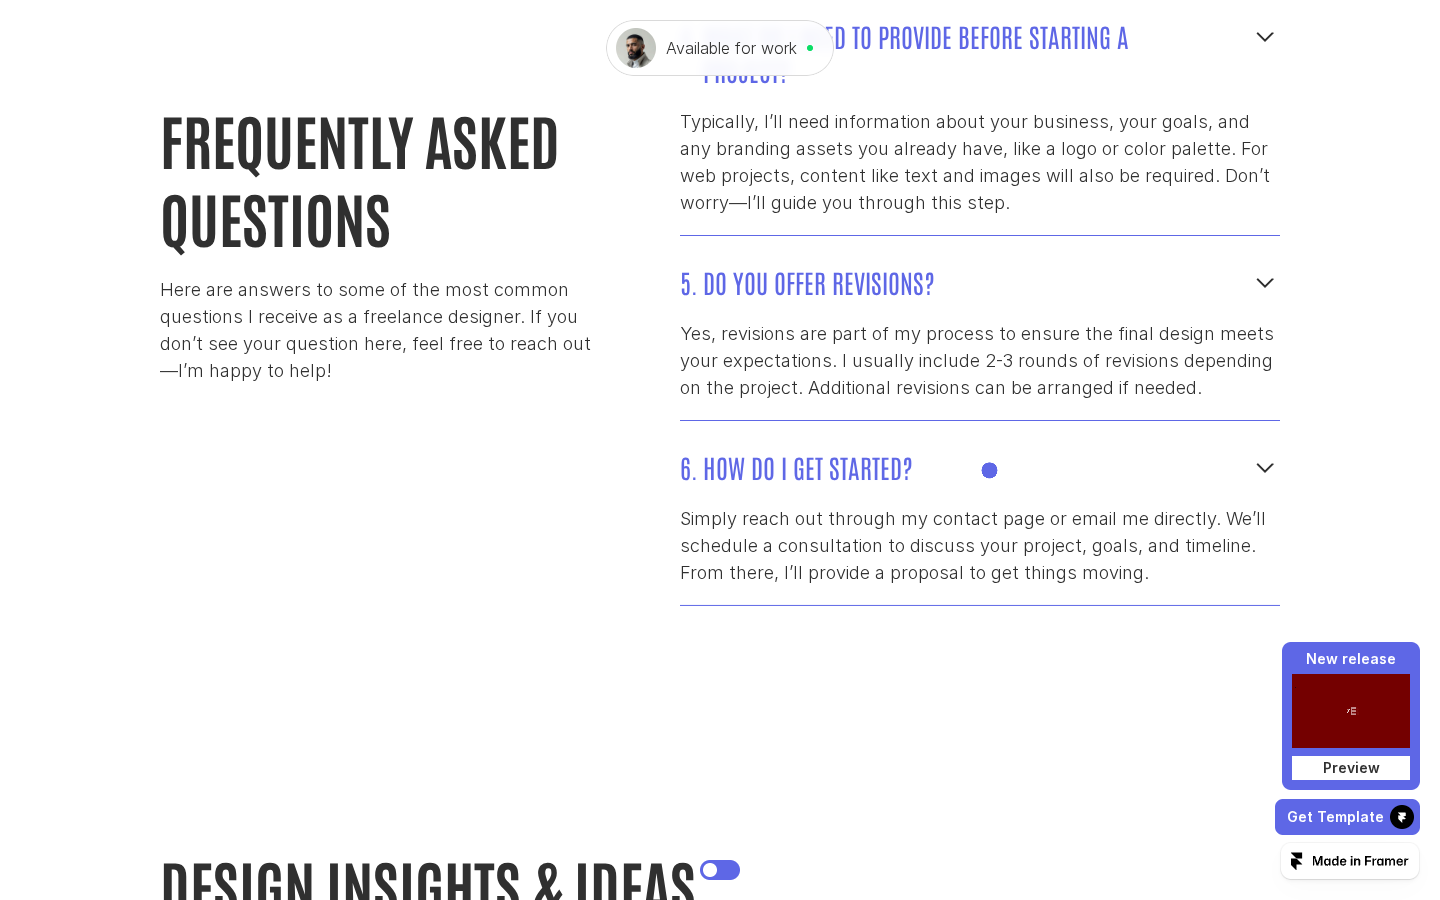 Available for work
ED TO PROVIDE BEFORE STARTING A
PROJECT?
FREQUENTLY ASKED
QUESTIONS
Here are answers to some of the most common
questions I receive as a freelance designer. If you
don’t see your question here, feel free to reach out
—I’m happy to help!
Typically, I’ll need information about your business, your goals, and
any branding assets you already have, like a logo or color palette. For
web projects, content like text and images will also be required. Don’t
worry—I’ll guide you through this step.
5. DO YOU OFFER REVISIONS?
Yes, revisions are part of my process to ensure the final design meets
your expectations. I usually include 2-3 rounds of revisions depending
on the project. Additional revisions can be arranged if needed.
6. HOW DO I GET STARTED?
Simply reach out through my contact page or email me directly. We’ll
schedule a consultation to discuss your project, goals, and timeline.
From there, I’ll provide a proposal to get things moving.
New release
Preview
Get Template
Made in Framer
DESIGN INSIGHTS & IDEAS